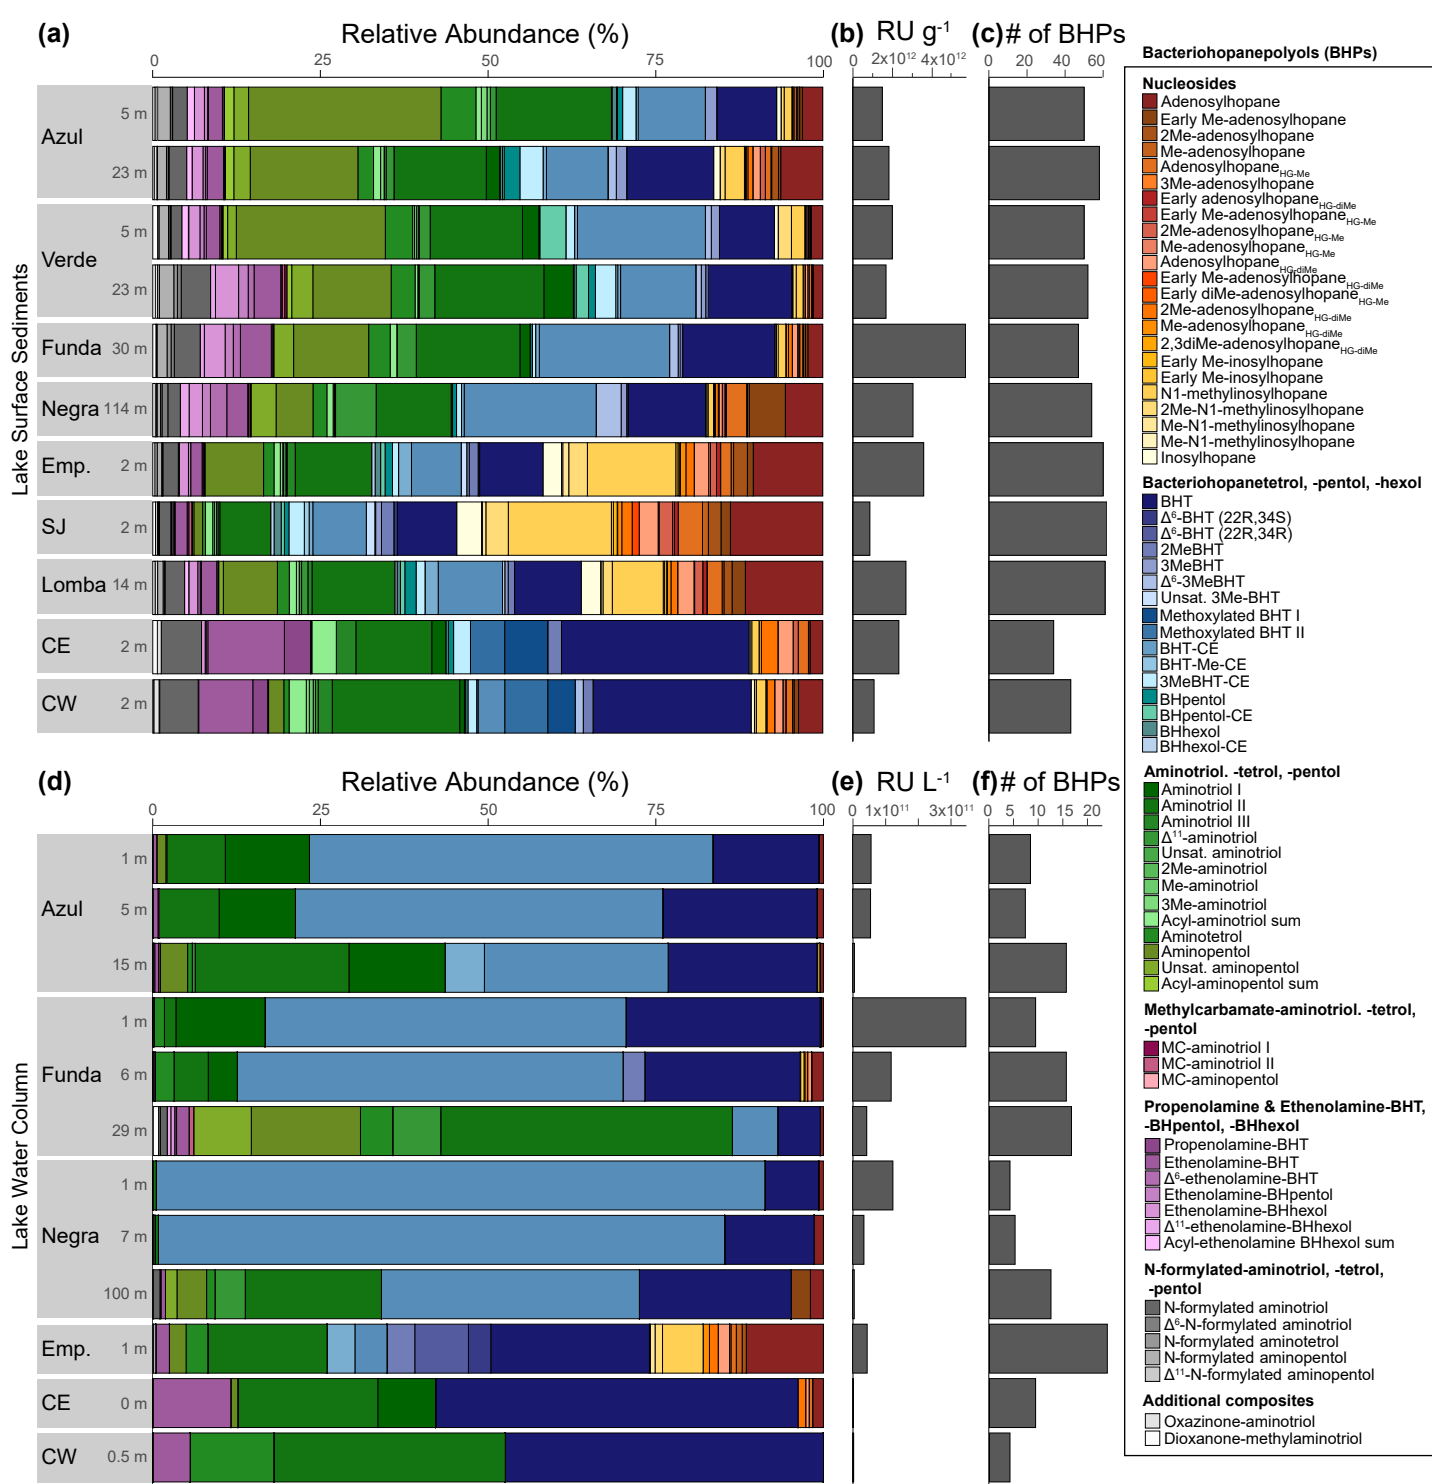 (a) Relative Abundance (%) (b) RU g⁻¹ (c) # of BHPs
0 25 50 75 100 0 2x10¹² 4x10¹² 0 20 40 60
Lake Surface Sediments
Azul 5 m
23 m
Verde 5 m
23 m
Funda 30 m
Negra 114 m
Emp. 2 m
SJ 2 m
Lomba 14 m
CE 2 m
CW 2 m
(d) Relative Abundance (%) (e) RU L⁻¹ (f) # of BHPs
0 25 50 75 100 0 1x10¹¹ 3x10¹¹ 0 5 10 15 20
Lake Water Column
Azul 1 m
5 m
15 m
Funda 1 m
6 m
29 m
Negra 1 m
7 m
100 m
Emp. 1 m
CE 0 m
CW 0.5 m
Bacteriohopanepolyols (BHPs)
Nucleosides
Adenosylhopane
Early Me-adenosylhopane
2Me-adenosylhopane
Me-adenosylhopane
Adenosylhopane HG-Me
3Me-adenosylhopane
Early adenosylhopane HG-diMe
Early Me-adenosylhopane HG-Me
2Me-adenosylhopane HG-Me
Me-adenosylhopane HG-Me
Adenosylhopane HG-diMe
Early Me-adenosylhopane HG-diMe
Early diMe-adenosylhopane HG-Me
2Me-adenosylhopane HG-diMe
Me-adenosylhopane HG-diMe
2,3diMe-adenosylhopane HG-diMe
Early Me-inosylhopane
Early Me-inosylhopane
N1-methylinosylhopane
2Me-N1-methylinosylhopane
Me-N1-methylinosylhopane
Me-N1-methylinosylhopane
Inosylhopane
Bacteriohopanetetrol, -pentol, -hexol
BHT
Δ⁶-BHT (22R,34S)
Δ⁶-BHT (22R,34R)
2MeBHT
3MeBHT
Δ⁶-3MeBHT
Unsat. 3Me-BHT
Methoxylated BHT I
Methoxylated BHT II
BHT-CE
BHT-Me-CE
3MeBHT-CE
BHpentol
BHpentol-CE
BHhexol
BHhexol-CE
Aminotriol. -tetrol, -pentol
Aminotriol I
Aminotriol II
Aminotriol III
Δ¹¹-aminotriol
Unsat. aminotriol
2Me-aminotriol
Me-aminotriol
3Me-aminotriol
Acyl-aminotriol sum
Aminotetrol
Aminopentol
Unsat. aminopentol
Acyl-aminopentol sum
Methylcarbamate-aminotriol. -tetrol,
-pentol
MC-aminotriol I
MC-aminotriol II
MC-aminopentol
Propenolamine & Ethenolamine-BHT,
-BHpentol, -BHhexol
Propenolamine-BHT
Ethenolamine-BHT
Δ⁶-ethenolamine-BHT
Ethenolamine-BHpentol
Ethenolamine-BHhexol
Δ¹¹-ethenolamine-BHhexol
Acyl-ethenolamine BHhexol sum
N-formylated-aminotriol, -tetrol,
-pentol
N-formylated aminotriol
Δ⁶-N-formylated aminotriol
N-formylated aminotetrol
N-formylated aminopentol
Δ¹¹-N-formylated aminopentol
Additional composites
Oxazinone-aminotriol
Dioxanone-methylaminotriol